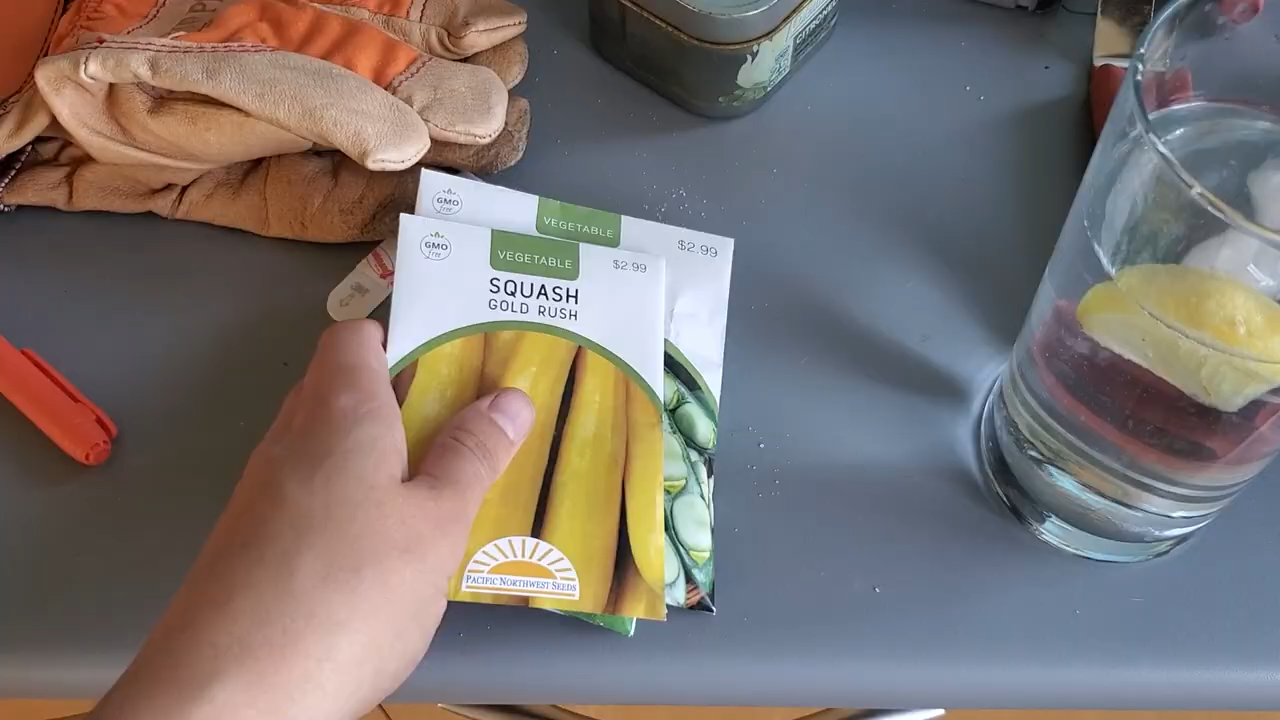 GMO
free
VEGETABLE
$2.99
GMO
free
VEGETABLE
$2.99
SQUASH
GOLD RUSH
PACIFIC NORTHWEST SEEDS